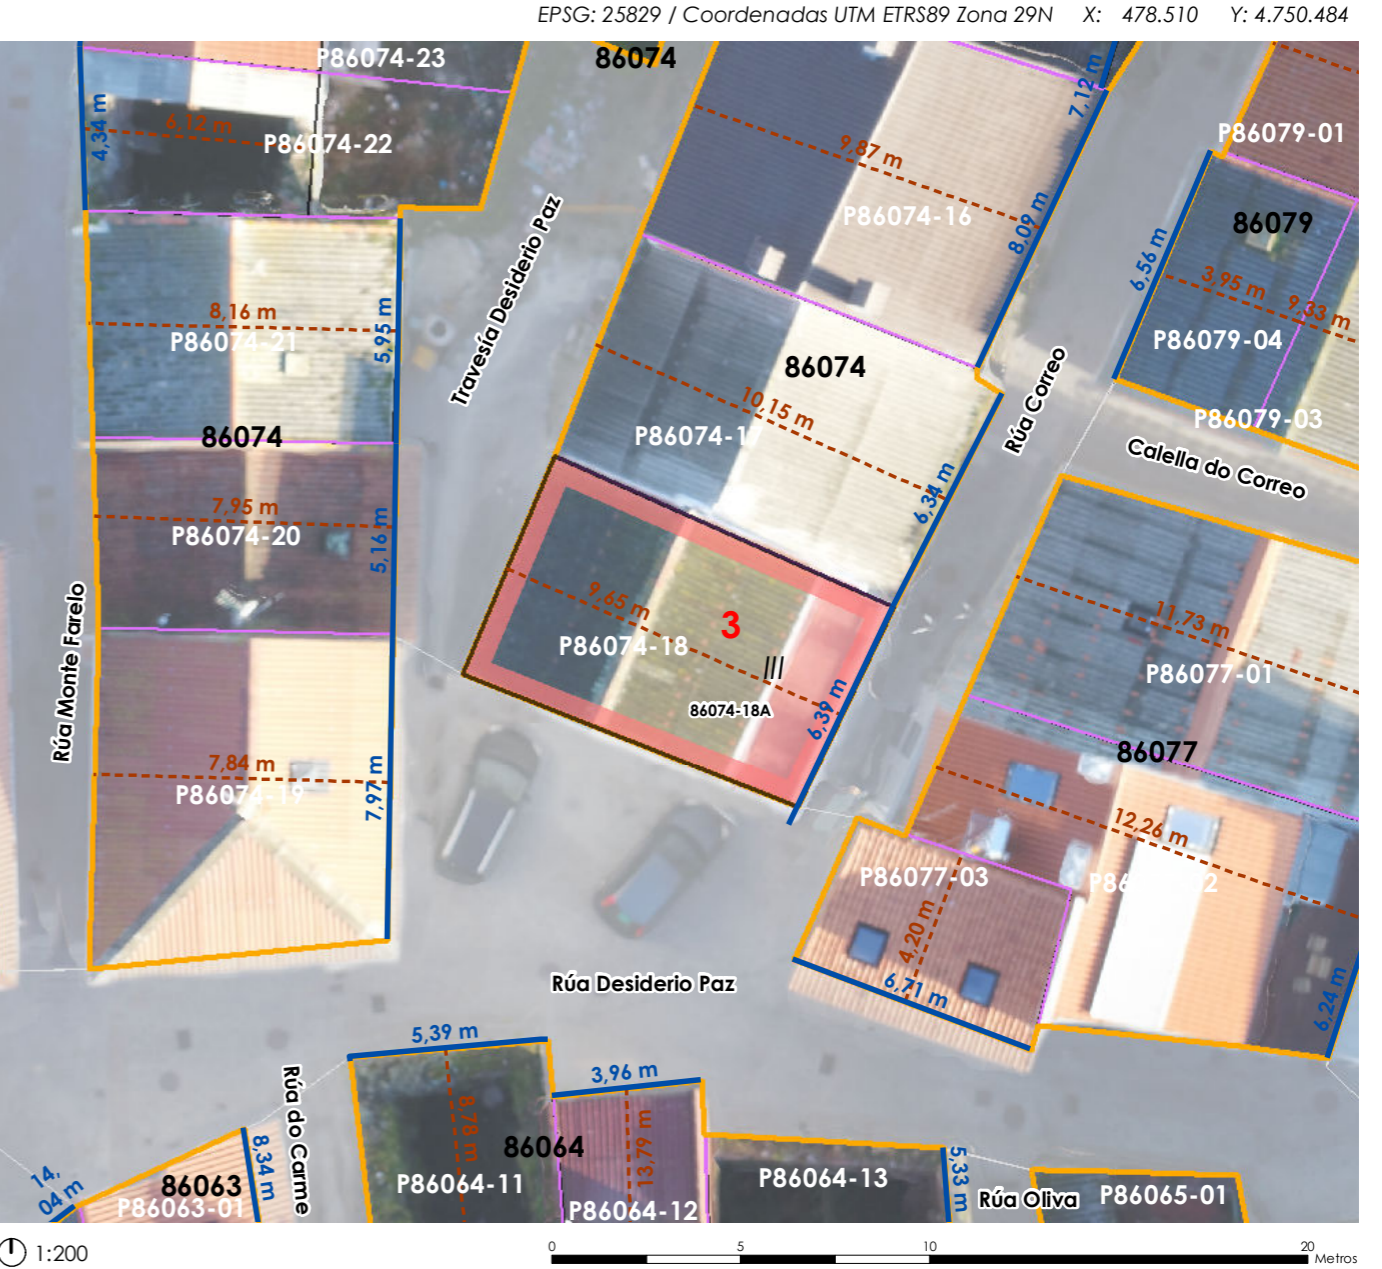 EPSG: 25829 / Coordenadas UTM ETRS89 Zona 29N X: 478.510 Y: 4.750.484
P86074-23
86074
7,12 m
4,34 m
6,12 m
P86074-22
9,87 m
P86079-01
P86074-16
8,09 m
86079
6,56 m
3,95 m
9,33 m
Travesía Desiderio Paz
8,16 m
P86074-21
5,95 m
P86079-04
86074
10,15 m
Rúa Correo
P86079-03
86074
P86074-1
Calella do Correo
6,34 m
7,95 m
P86074-20
5,16 m
9,65 m
3
P86074-18
III
86074-18A
6,39 m
11,73 m
P86077-01
Rúa Monte Farelo
86077
7,84 m
P86074-19
7,97 m
12,26 m
P86077-03
P86
2
4,20 m
6,71 m
Rúa Desiderio Paz
6,24 m
5,39 m
3,96 m
Rúa do Carme
8,78 m
86064
13,79 m
8,34 m
14,
04 m
86063
P86063-01
P86064-11
P86064-12
P86064-13
5,33 m
Rúa Oliva
P86065-01
1:200
0 5 10 20 Metros